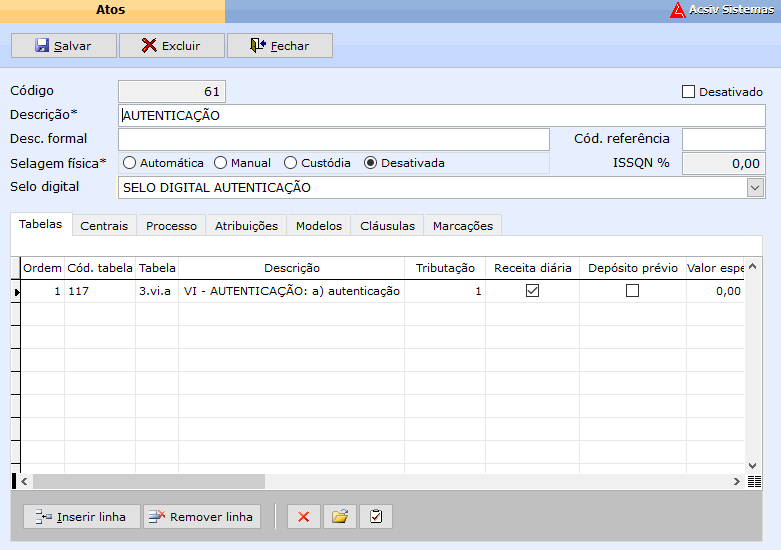 Atos
Acsiv Sistemas
Salvar Excluir Fechar
Código 61 Desativado
Descrição* AUTENTICAÇÃO
Desc. formal Cód. referência
Selagem física* Automática Manual Custódia Desativada ISSQN % 0,00
Selo digital SELO DIGITAL AUTENTICAÇÃO
Tabelas Centrais Processo Atribuições Modelos Cláusulas Marcações
Ordem Cód. tabela Tabela Descrição Tributação Receita diária Depósito prévio Valor espe
1 117 3.vi.a VI - AUTENTICAÇÃO: a) autenticação 1 0,00
Inserir linha Remover linha